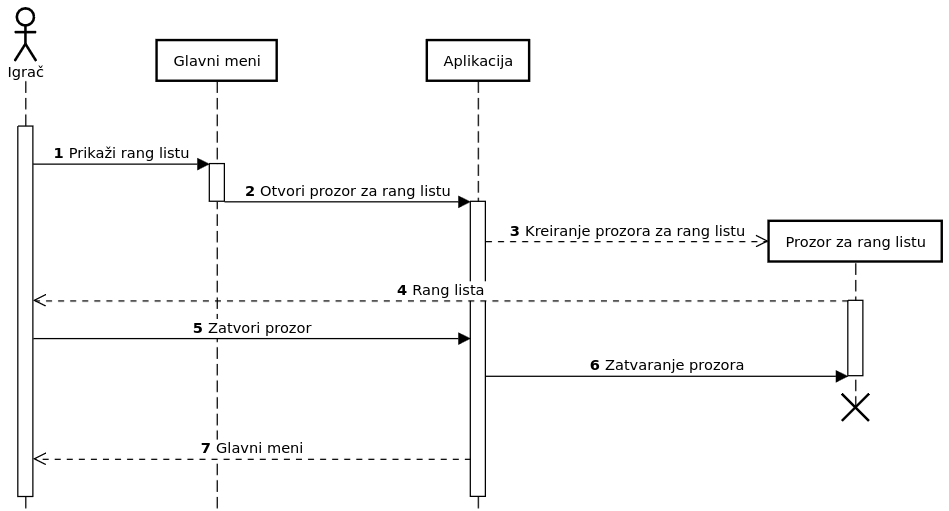 Igrač
Glavni meni
Aplikacija
1 Prikaži rang listu
2 Otvori prozor za rang listu
3 Kreiranje prozora za rang listu
Prozor za rang listu
4 Rang lista
5 Zatvori prozor
6 Zatvaranje prozora
7 Glavni meni